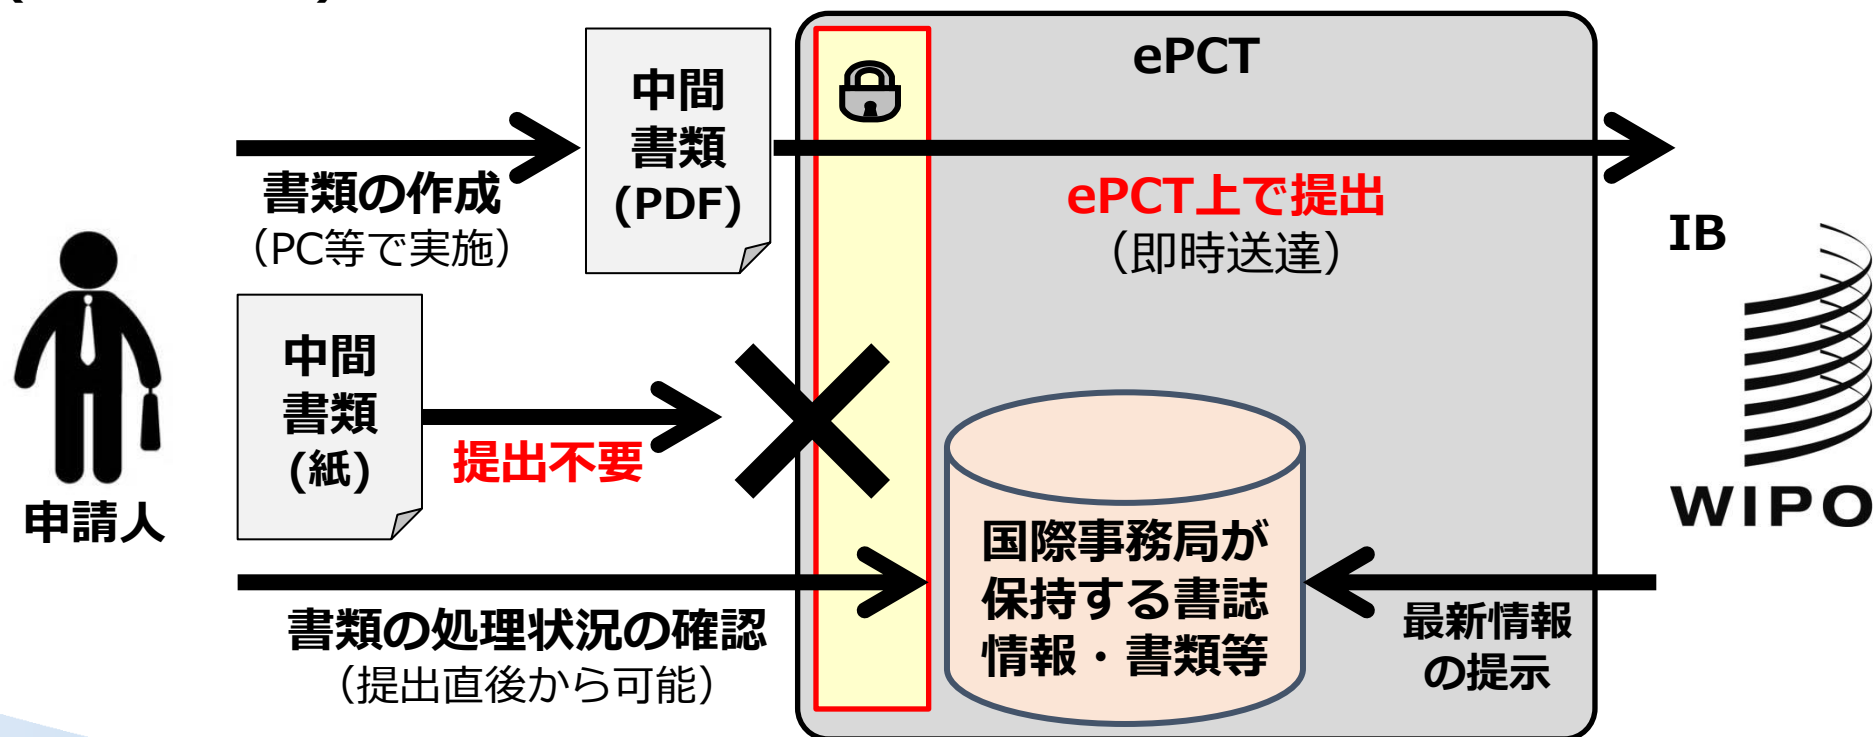 ePCT
中間
書類
(PDF)
書類の作成
（PC等で実施）
ePCT上で提出
（即時送達）
IB
中間
書類
(紙)
提出不要
申請人
WIPO
国際事務局が
保持する書誌
情報・書類等
書類の処理状況の確認
（提出直後から可能）
最新情報
の提示